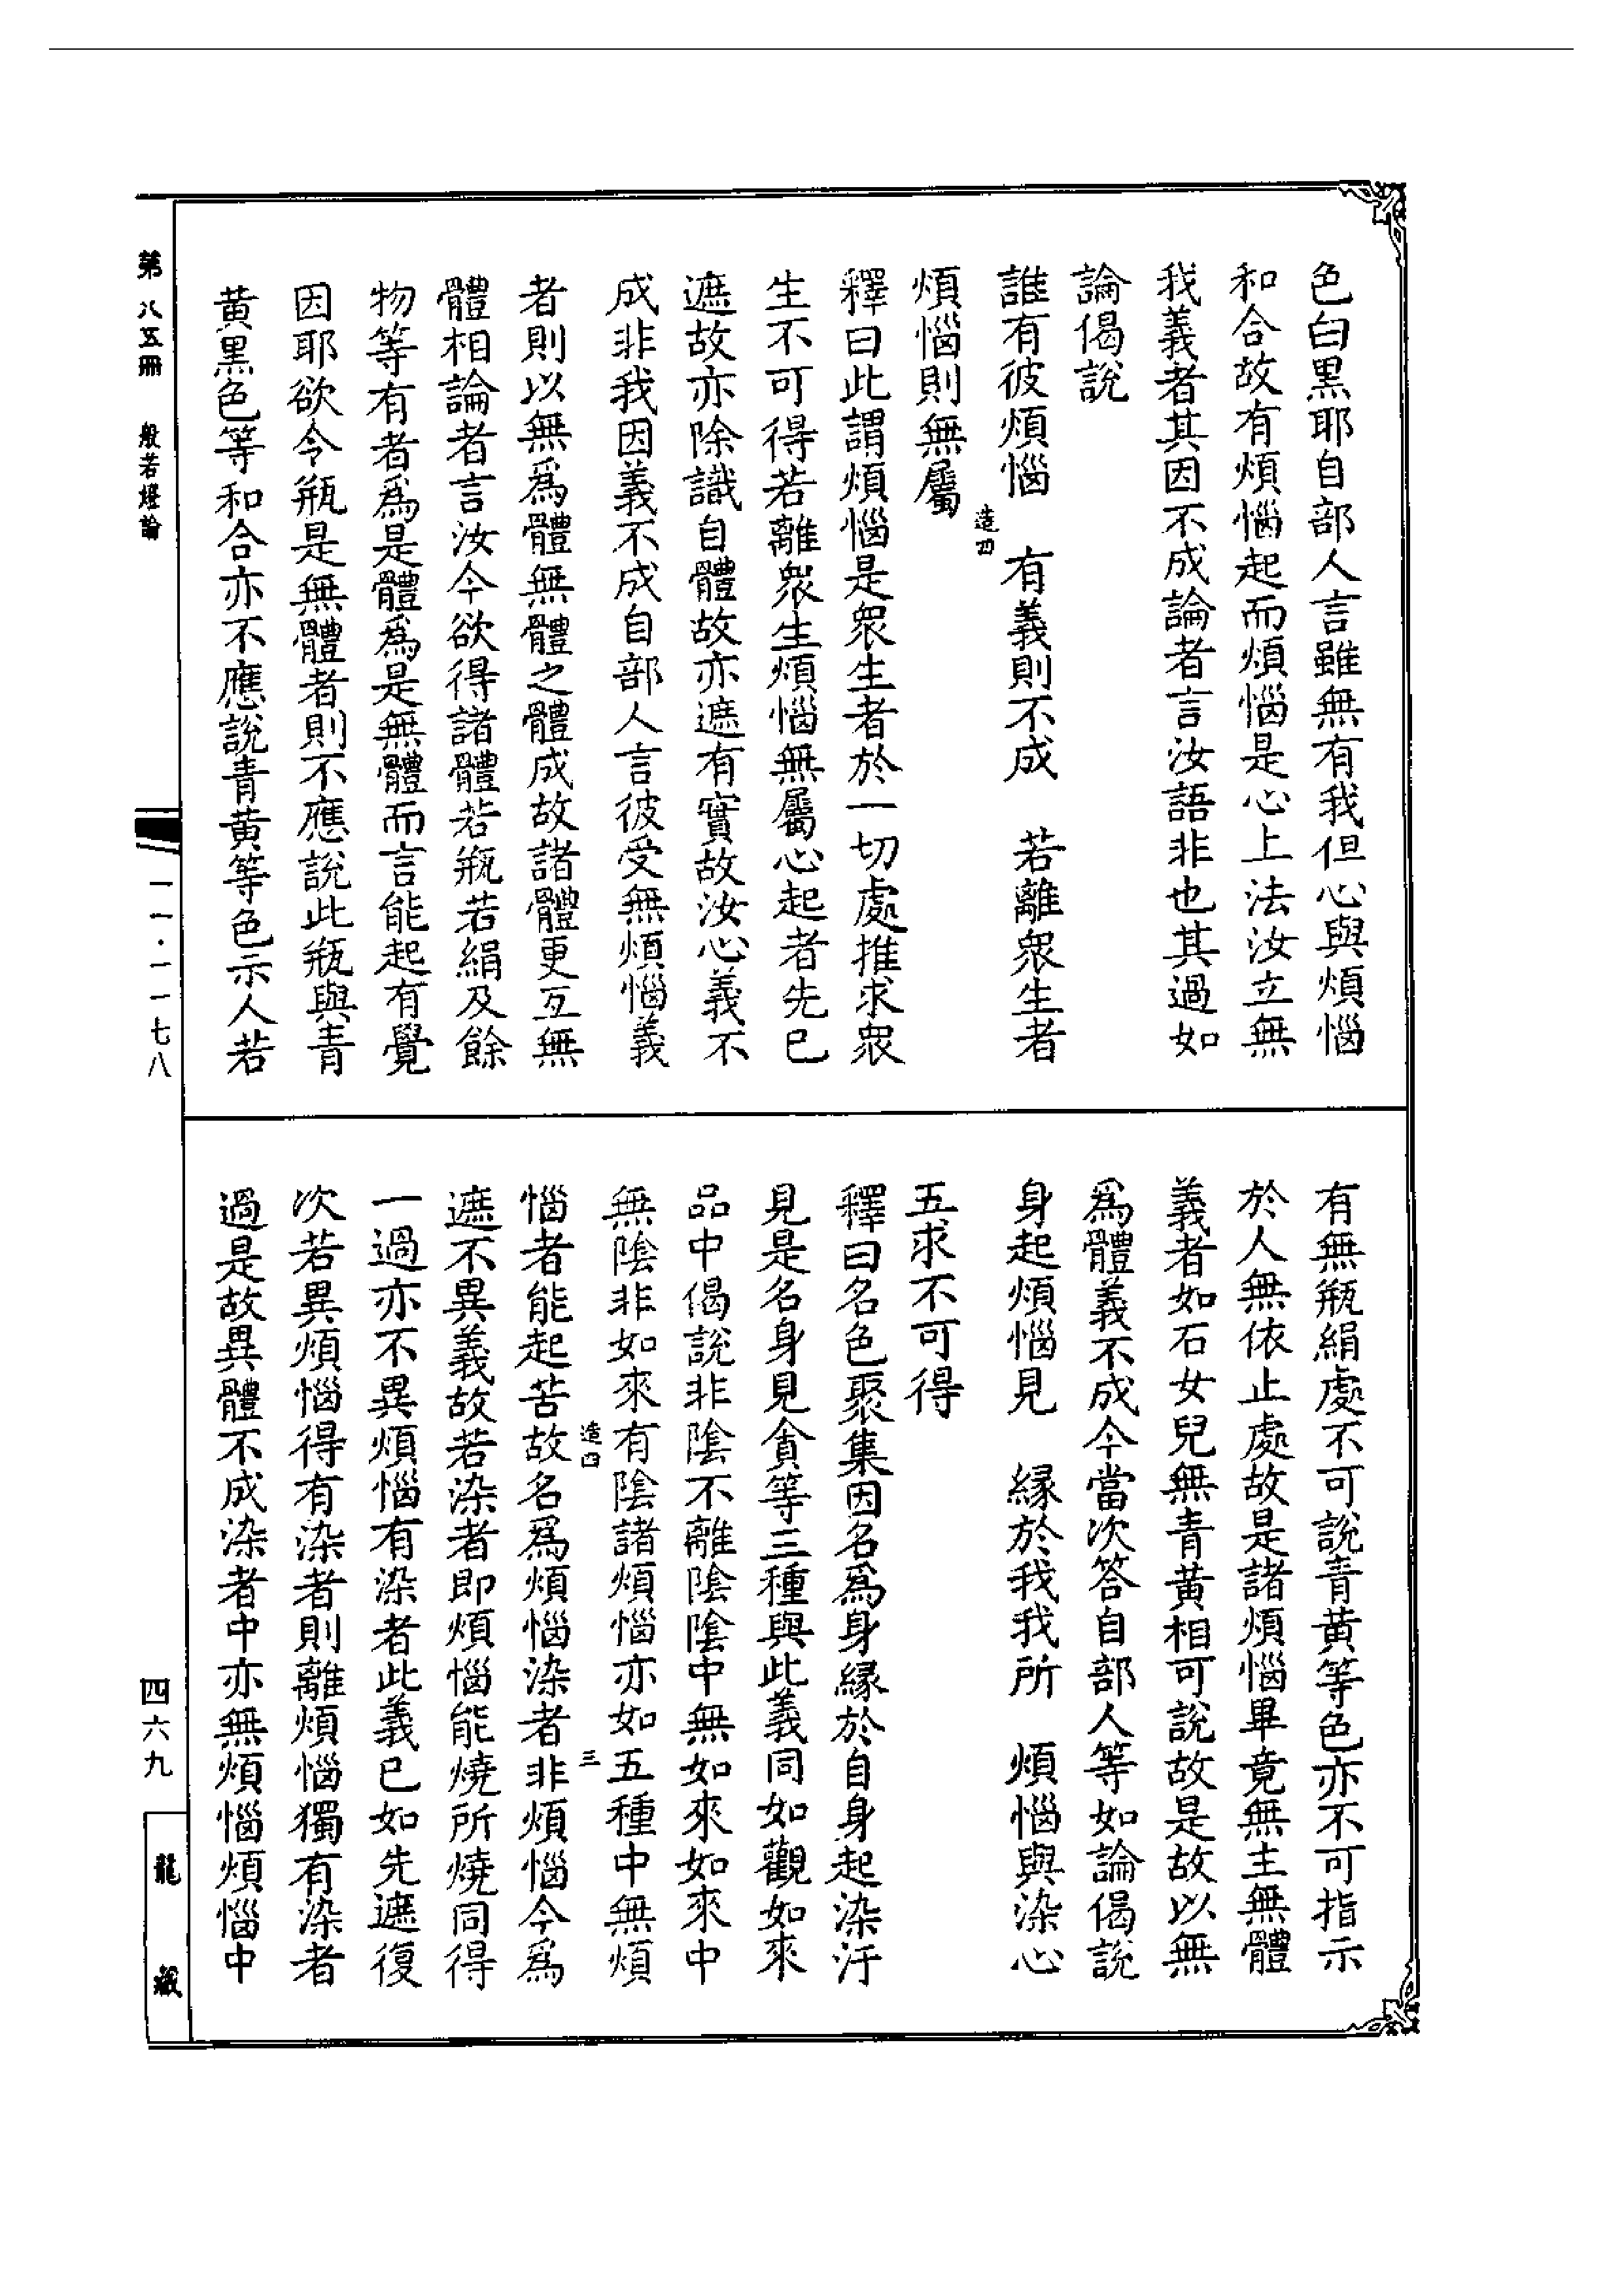 色白黑耶自部人言雖無有我但心與煩惱
和合故有煩惱起而煩惱是心上法汝立無
我義者其因不成論者言汝語非也其過如
論偈說
誰有彼煩惱　有義則不成　若離衆生者
煩惱則無屬
造四
釋曰此謂煩惱是衆生者於一切處推求衆
生不可得若離衆生煩惱無屬心起者先已
遮故亦除識自體故亦遮有實故汝心義不
成非我因義不成自部人言彼受無煩惱義
者則以無爲體無體之體成故諸體更互無
體相論者言汝今欲得諸體若瓶若絹及餘
物等有者爲是體爲是無體而言能起有覺
因耶欲令瓶是無體者則不應說此瓶與青
黄黑色等和合亦不應說青黄等色示人若
有無瓶絹處不可說青黄等色亦不可指示
於人無依止處故是諸煩惱畢竟無主無體
義者如石女兒無青黄相可說故是故以無
爲體義不成今當次答自部人等如論偈說
身起煩惱見　緣於我我所　煩惱與染心
五求不可得
釋曰名色聚集因名爲身緣於自身起染汙
見是名身見貪等三種與此義同如觀如來
品中偈說非陰不離陰陰中無如來如來中
無陰非如來有陰諸煩惱亦如五種中無煩
造四
三
惱者能起苦故名爲煩惱染者非煩惱今爲
遮不異義故若染者即煩惱能燒所燒同得
一過亦不異煩惱有染者此義已如先遮復
次若異煩惱得有染者則離煩惱獨有染者
過是故異體不成染者中亦無煩惱煩惱中
第八五冊　般若燈論
一一·一一七八
四六九
龍藏